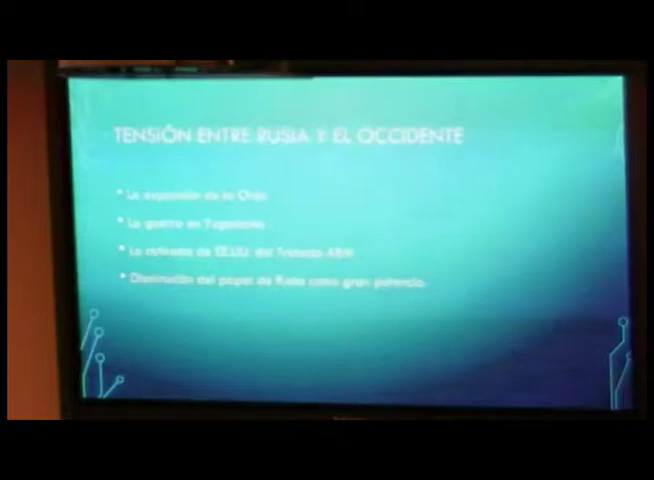 TENSIÓN ENTRE RUSIA Y EL OCCIDENTE
• La expansión de la Otán
• La guerra en Yugoslavia
• La retirada de EE.UU. del Tratado ABM
• Disminución del papel de Rusia como gran potencia.